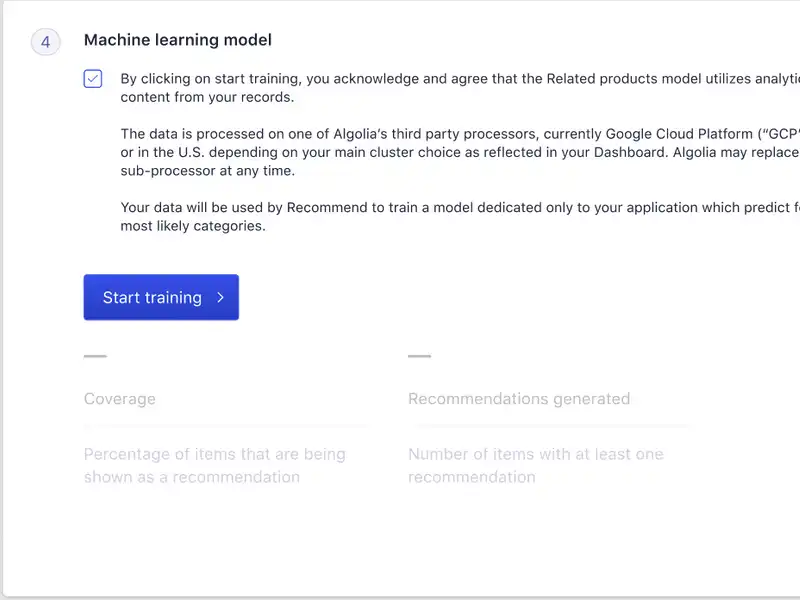 4
Machine learning model
By clicking on start training, you acknowledge and agree that the Related products model utilizes
content from your records.
The data is processed on one of Algolia’s third party processors, currently Google Cloud Platform (“GCP”
or in the U.S. depending on your main cluster choice as reflected in your Dashboard. Algolia may replace
sub-processor at any time.
Your data will be used by Recommend to train a model dedicated only to your application which predict
most likely categories.
Start training
Coverage
Recommendations generated
Percentage of items that are being
shown as a recommendation
Number of items with at least one
recommendation